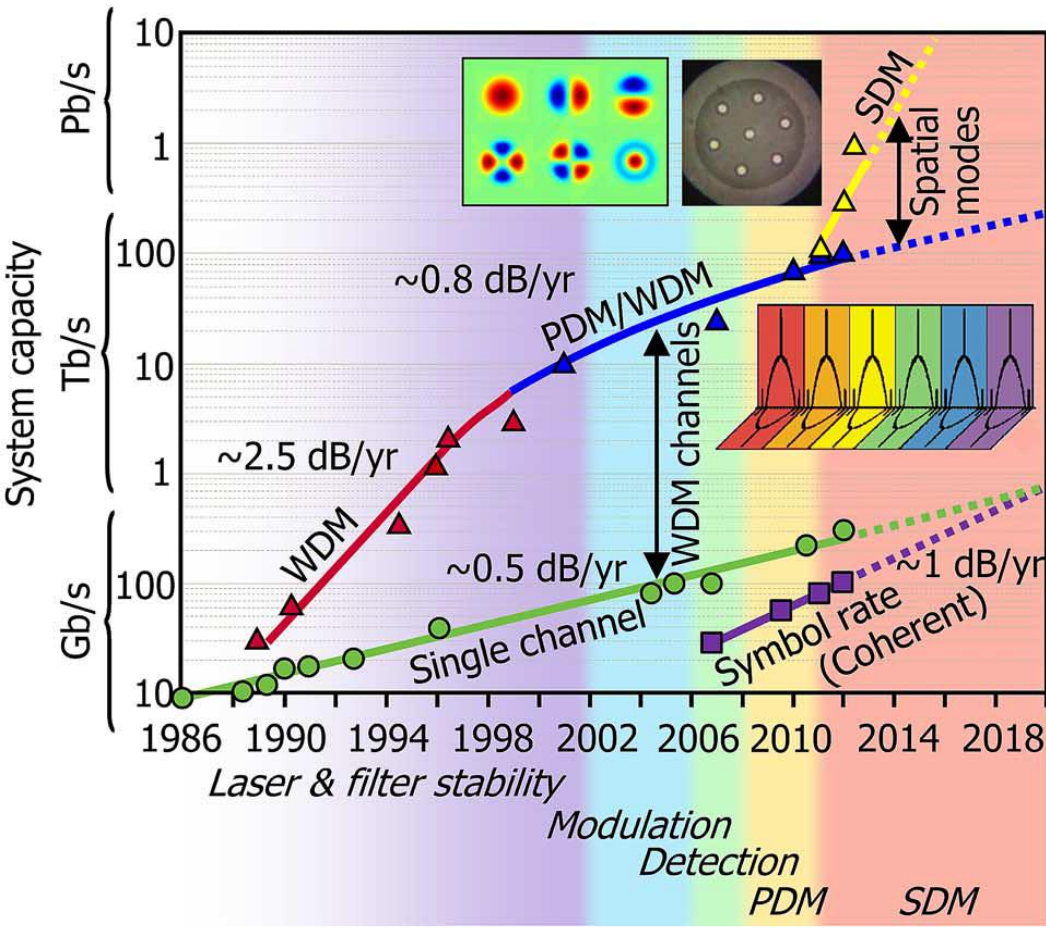 System capacity
Pb/s
Tb/s
Gb/s
10
1
100
10
1
100
10
SDM
Spatial
modes
~0.8 dB/yr
PDM/WDM
WDM channels
~2.5 dB/yr
WDM
~0.5 dB/yr
Single channel
~1 dB/yr
Symbol rate
(Coherent)
1986 1990 1994 1998 2002 2006 2010 2014 2018
Laser & filter stability
Modulation
Detection
PDM
SDM